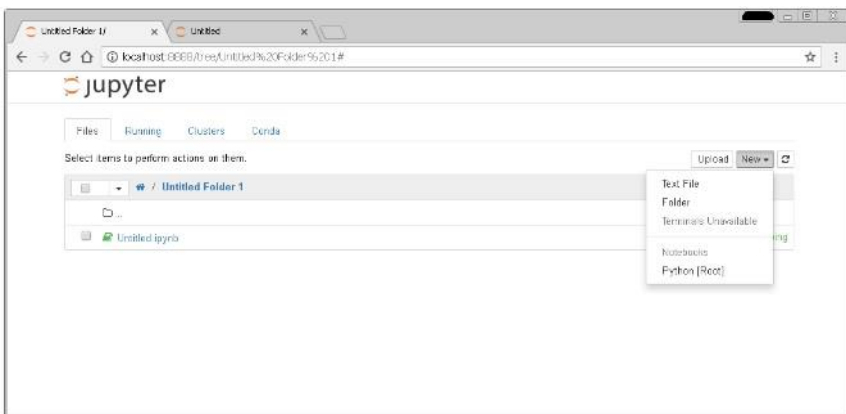 Untitled Folder 1/
Untitled
localhost:8888/tree/Untitled%20Folder%201#
jupyter
Files Running Clusters Conda
Select items to perform actions on them.
Upload New
/ Untitled Folder 1
..
Untitled.ipynb
Text File
Folder
Terminals Unavailable
Notebooks
Python [Root]